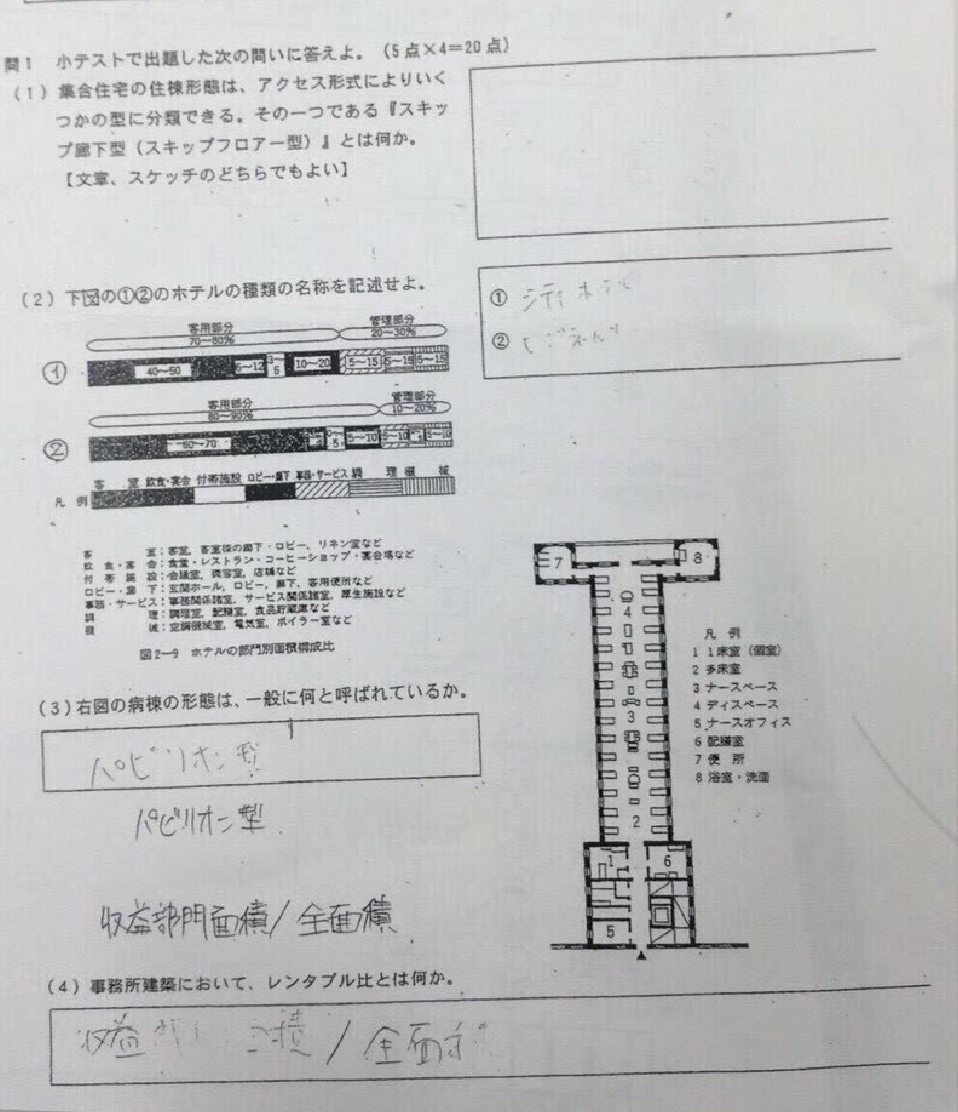 問1 小テストで出題した次の問いに答えよ。(5点×4=20点)
(1) 集合住宅の住棟形態は、アクセス形式によりいく
つかの型に分類できる。その一つである『スキッ
プ廊下型(スキップフロアー型)』とは何か。
【文章、スケッチのどちらでもよい】
(2) 下図の①②のホテルの種類の名称を記述せよ。
① シティホテル
②
客用部分 管理部分
70~80% 20~30%
① 40~50 5~12 10~20 5~15 5~15 5~15
客用部分 管理部分
80~90% 10~20%
② 60~70 5~10 5~10 5~10
凡例 客室 飲食・宴会 付帯施設 ロビー・廊下 事務・サービス 調理 機械
客室:客室, 客室棟の廊下・ロビー, リネン室など
飲食・宴会:食堂・レストラン・コーヒーショップ・宴会場など
付帯施設:会議室, 美容室, 店舗など
ロビー・廊下:玄関ホール, ロビー, 廊下, 客用便所など
事務・サービス:事務関係諸室, サービス関係諸室, 厚生施設など
調理:調理室, 配膳室, 食品貯蔵庫など
機械:空調機械室, 電気室, ボイラー室など
図2-9 ホテルの部門別面積構成比
(3) 右図の病棟の形態は、一般に何と呼ばれているか。
パビリオン型
パビリオン型
7 8
4
3
2
1 6
5
凡例
1 1床室(個室)
2 多床室
3 ナースベース
4 デイスペース
5 ナースオフィス
6 配膳室
7 便所
8 浴室・洗面
収益部門面積/全面積
(4) 事務所建築において、レンタブル比とは何か。
収益 面積/全面積